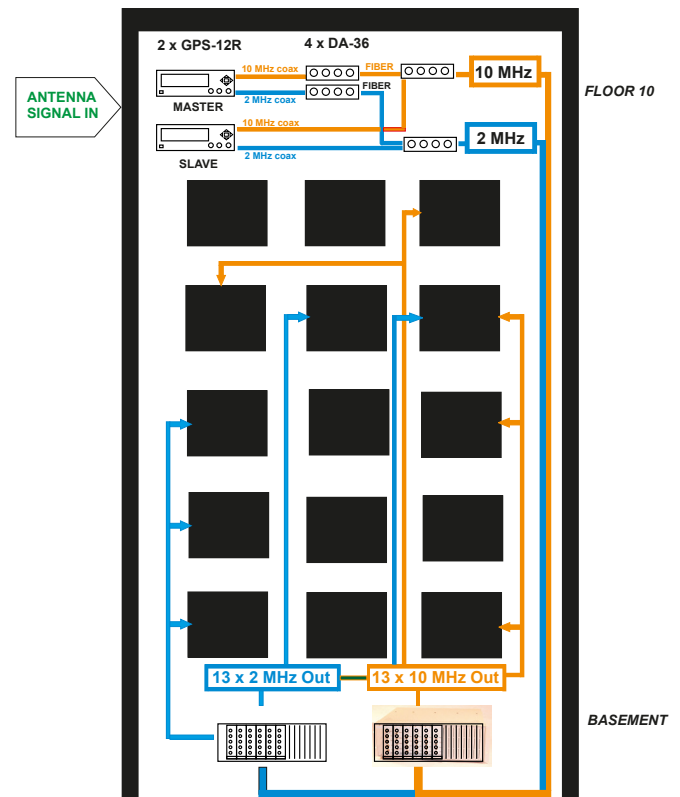 2 x GPS-12R
4 x DA-36
10 MHz coax
FIBER
10 MHz
FLOOR 10
ANTENNA
SIGNAL IN
MASTER
2 MHz coax
FIBER
10 MHz coax
2 MHz
SLAVE
2 MHz coax
13 x 2 MHz Out
13 x 10 MHz Out
BASEMENT